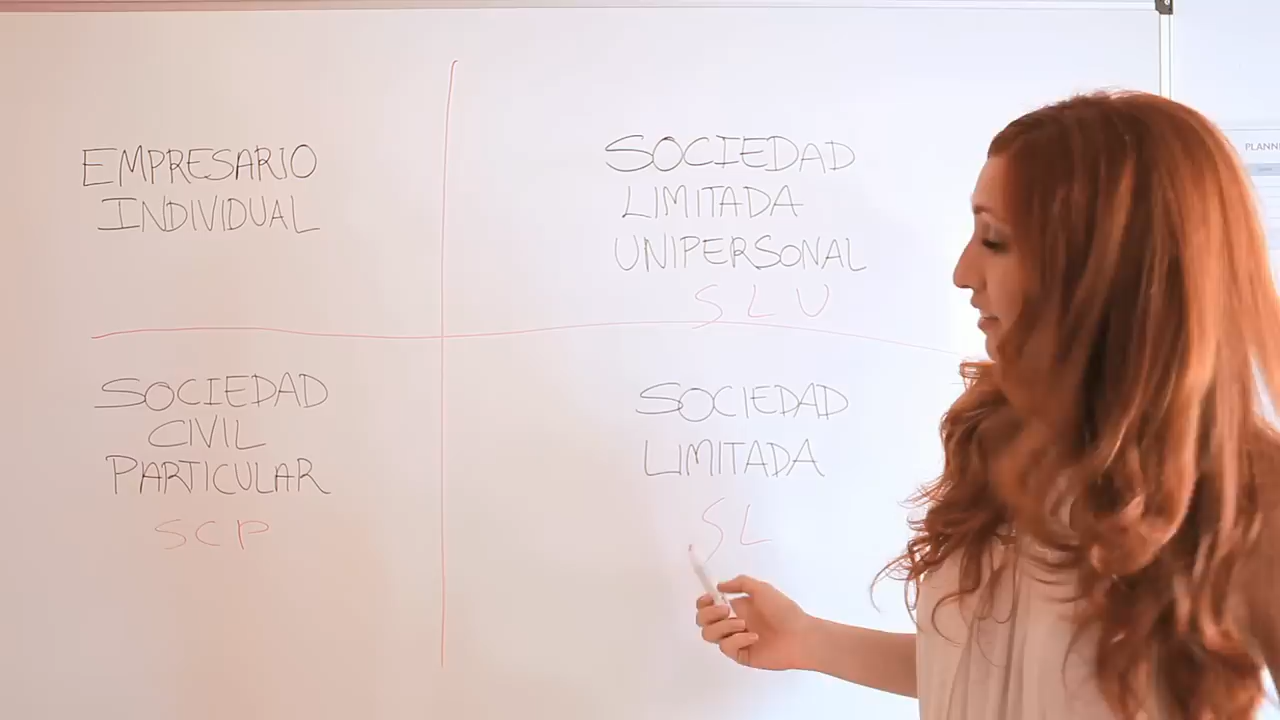 EMPRESARIO
INDIVIDUAL
SOCIEDAD
LIMITADA
UNIPERSONAL
SLU
SOCIEDAD
CIVIL
PARTICULAR
SCP
SOCIEDAD
LIMITADA
SL